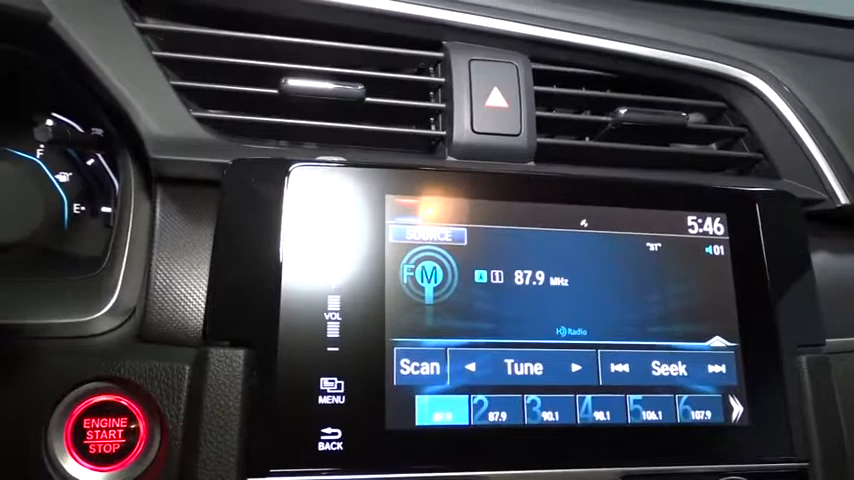 5:46
SOURCE
"ST"
01
FM
1 87.9 MHz
HD Radio
VOL
Scan Tune Seek
MENU
2 87.9 3 90.1 4 98.1 5 106.1 6 107.9
BACK
ENGINE
START
STOP
E